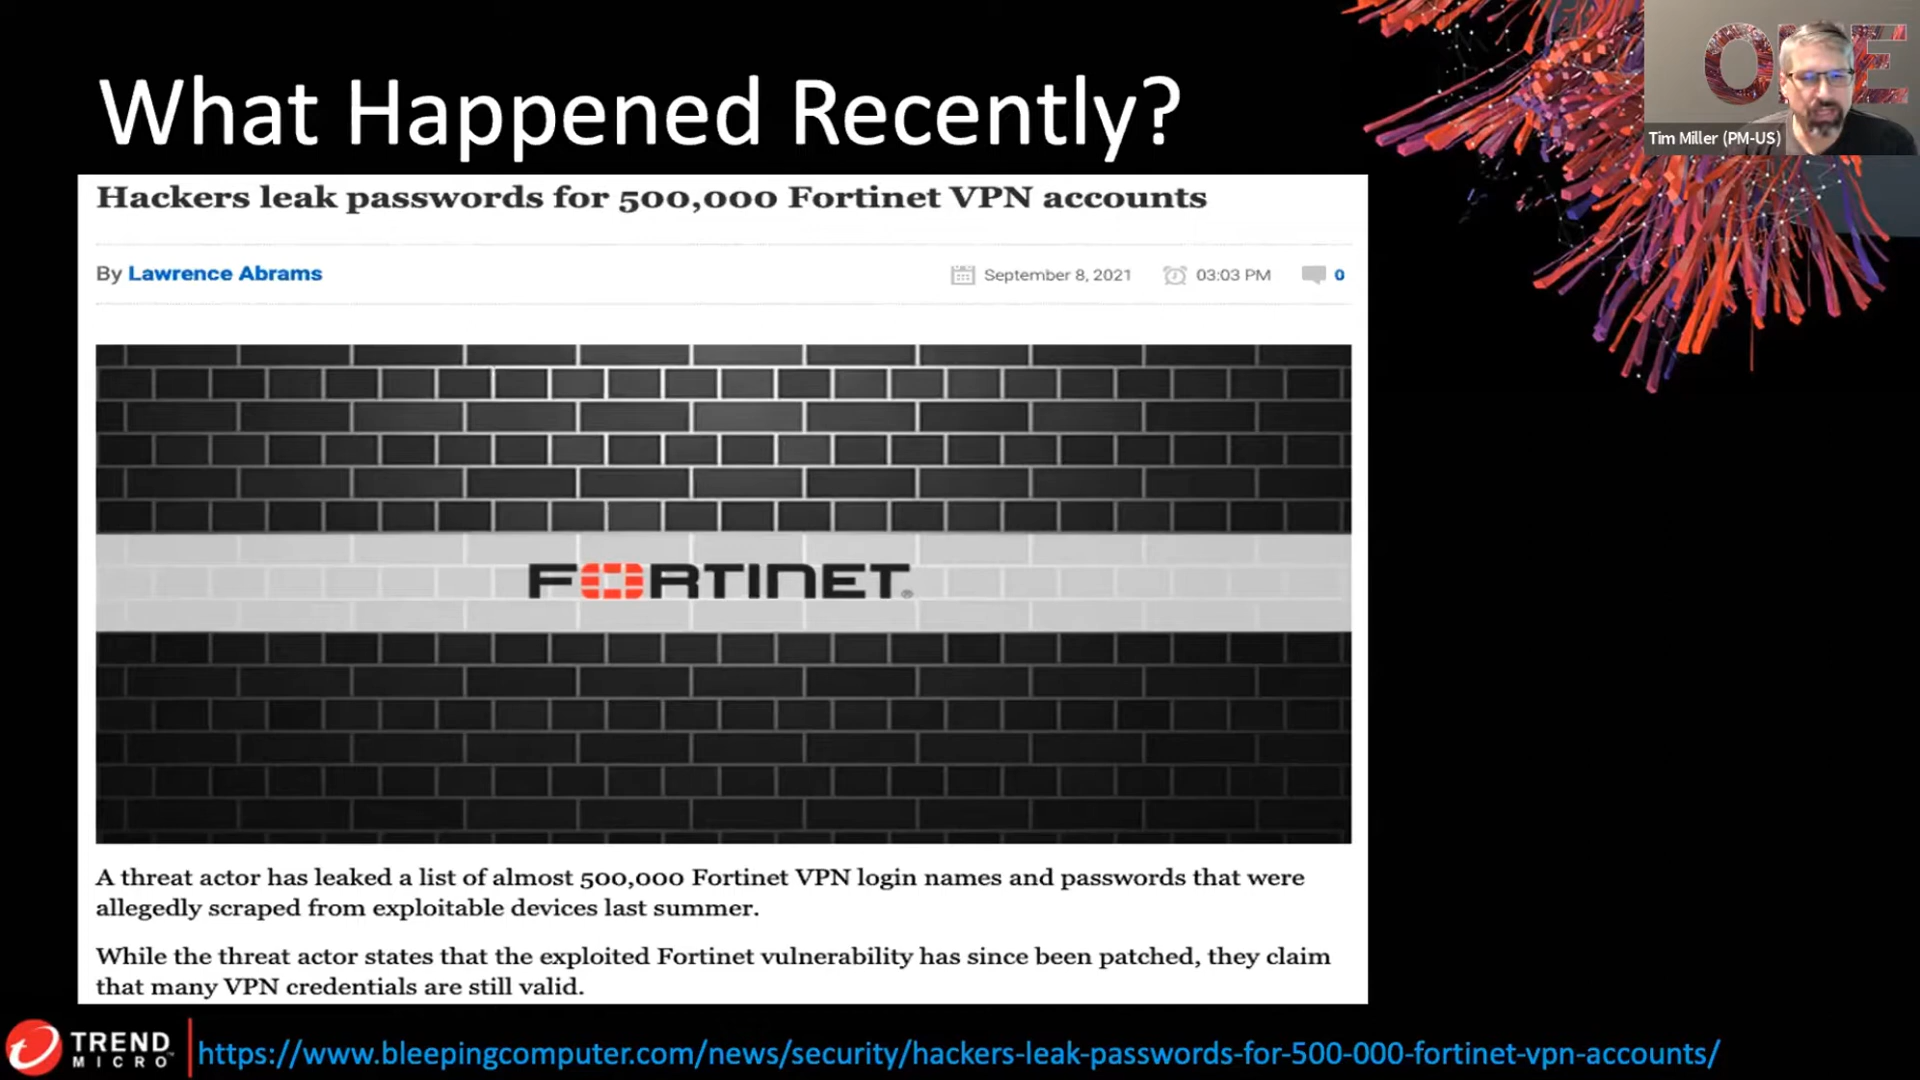 What Happened Recently?
ONE
Tim Miller (PM-US)
Hackers leak passwords for 500,000 Fortinet VPN accounts
By Lawrence Abrams
September 8, 2021 03:03 PM 0
FORTINET®
A threat actor has leaked a list of almost 500,000 Fortinet VPN login names and passwords that were
allegedly scraped from exploitable devices last summer.
While the threat actor states that the exploited Fortinet vulnerability has since been patched, they claim
that many VPN credentials are still valid.
TREND
MICRO™
https://www.bleepingcomputer.com/news/security/hackers-leak-passwords-for-500-000-fortinet-vpn-accounts/